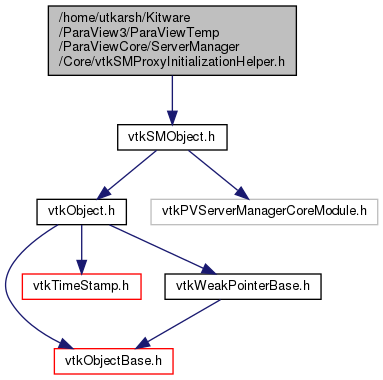 /home/utkarsh/Kitware
/ParaView3/ParaViewTemp
/ParaViewCore/ServerManager
/Core/vtkSMProxyInitializationHelper.h
vtkSMObject.h
vtkObject.h
vtkPVServerManagerCoreModule.h
vtkTimeStamp.h
vtkWeakPointerBase.h
vtkObjectBase.h